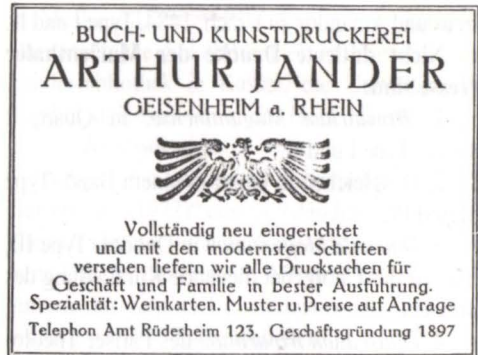 BUCH- UND KUNSTDRUCKEREI
ARTHUR JANDER
GEISENHEIM a. RHEIN
Vollständig neu eingerichtet
und mit den modernsten Schriften
versehen liefern wir alle Drucksachen für
Geschäft und Familie in bester Ausführung.
Spezialität: Weinkarten. Muster u. Preise auf Anfrage
Telephon Amt Rüdesheim 123. Geschäftsgründung 1897